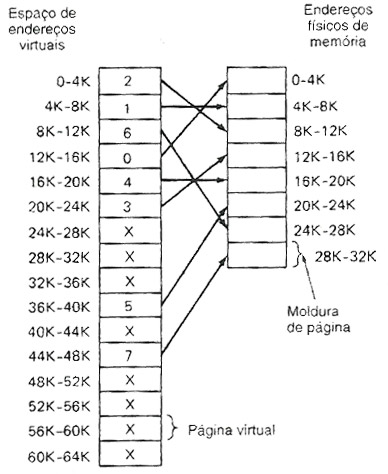 Espaço de
endereços
virtuais
Endereços
físicos de
memória
0-4K 2
4K-8K 1
8K-12K 6
12K-16K 0
16K-20K 4
20K-24K 3
24K-28K X
28K-32K X
32K-36K X
36K-40K 5
40K-44K X
44K-48K 7
48K-52K X
52K-56K X
56K-60K X
60K-64K X
0-4K
4K-8K
8K-12K
12K-16K
16K-20K
20K-24K
24K-28K
28K-32K
Moldura
de página
Página virtual